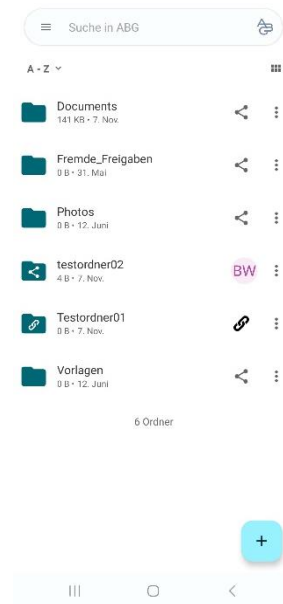 Suche in ABG
A - Z
Documents
141 KB • 7. Nov.
Fremde_Freigaben
0 B • 31. Mai
Photos
0 B • 12. Juni
testordner02
4 B • 7. Nov.
BW
Testordner01
0 B • 7. Nov.
Vorlagen
0 B • 12. Juni
6 Ordner